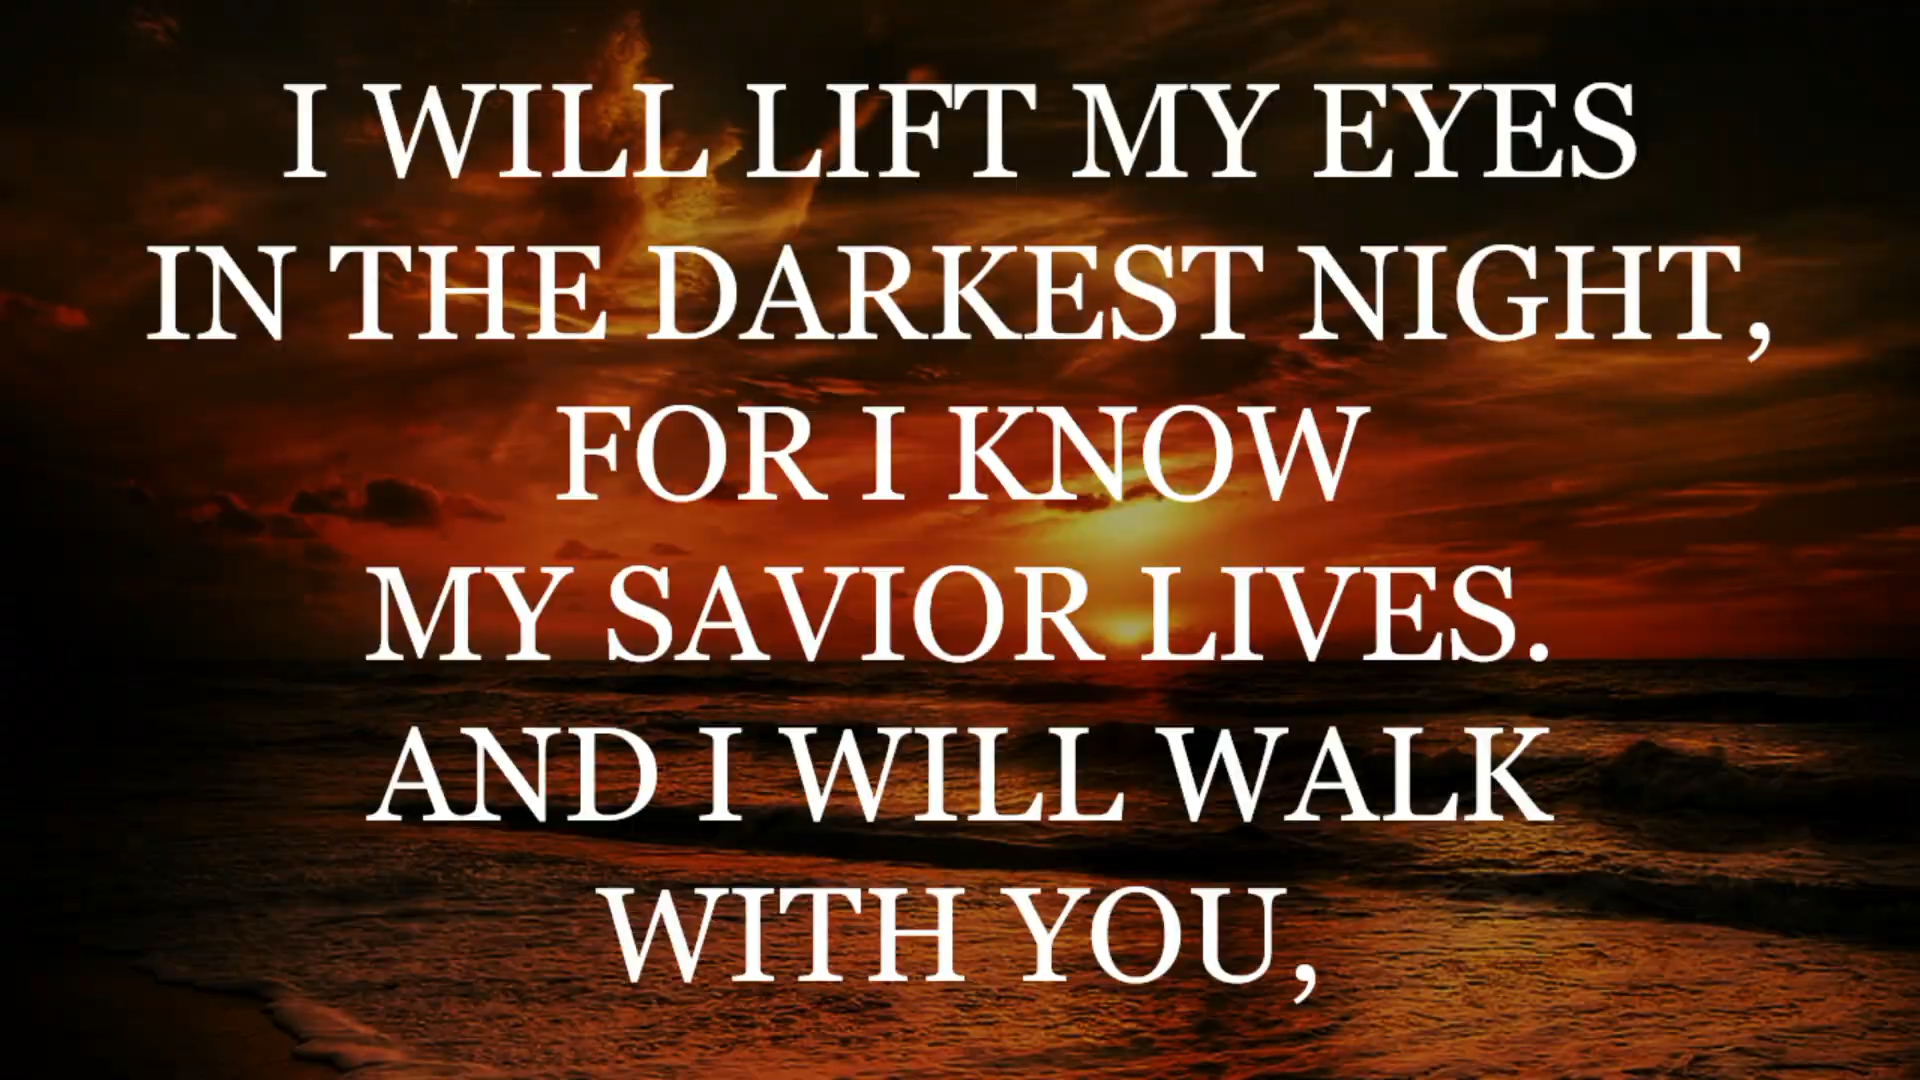 I WILL LIFT MY EYES
IN THE DARKEST NIGHT,
FOR I KNOW
MY SAVIOR LIVES.
AND I WILL WALK
WITH YOU,